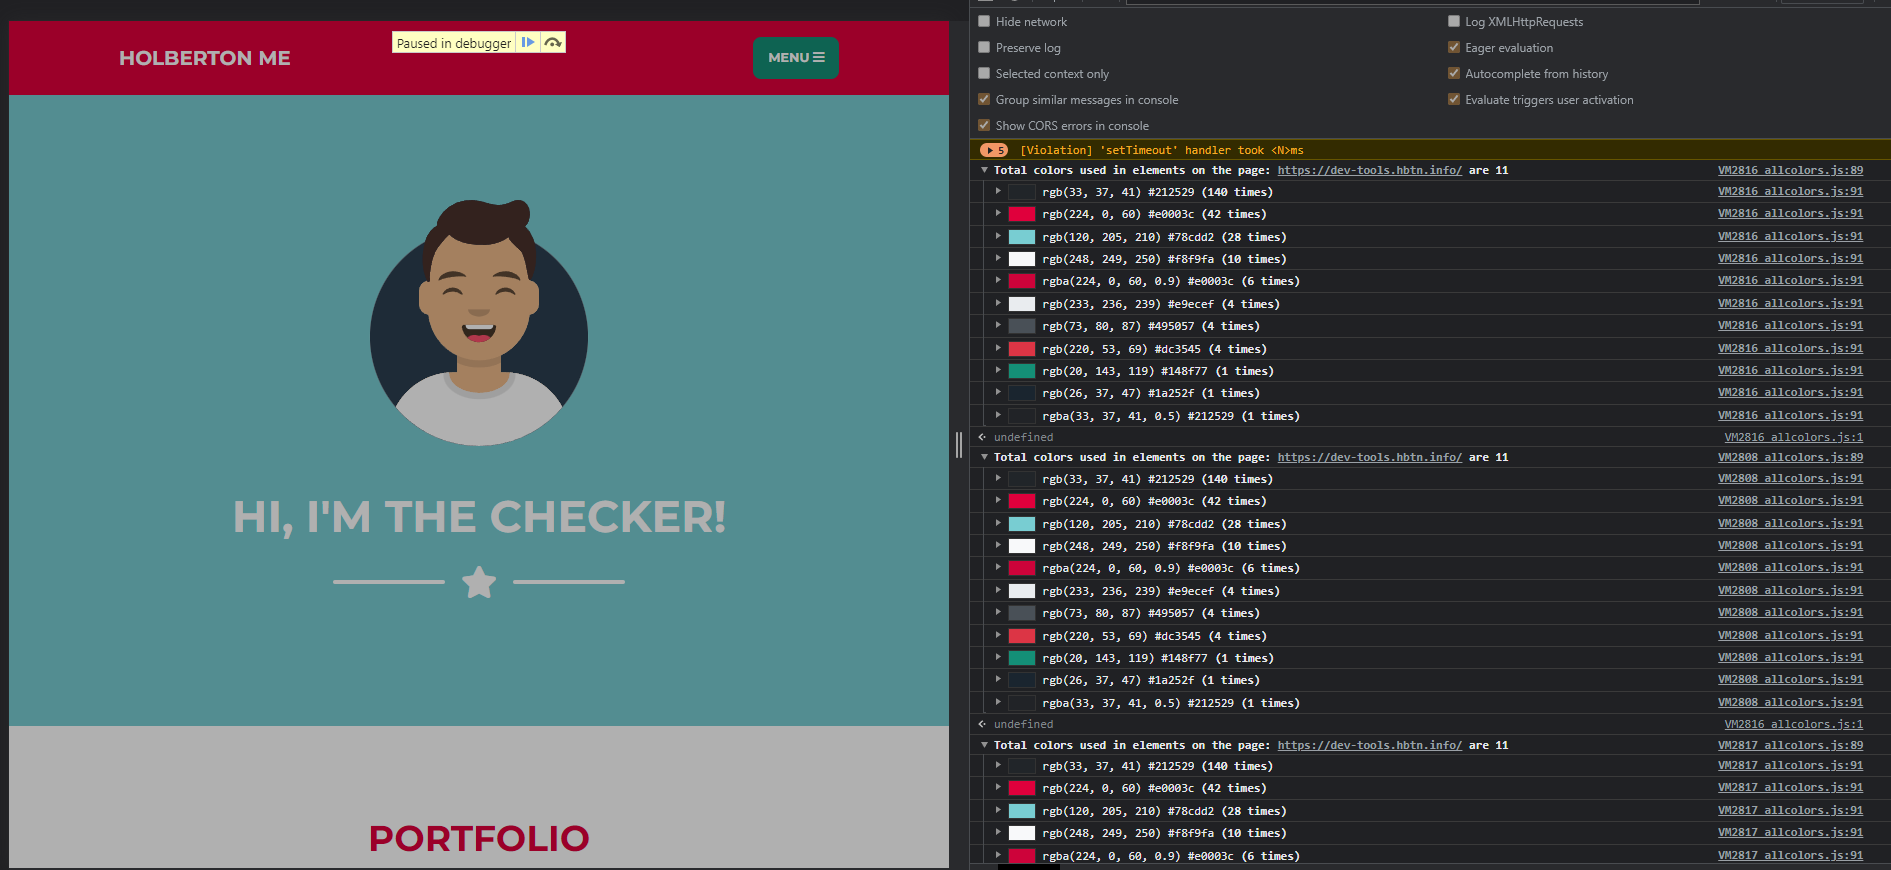 HOLBERTON ME
Paused in debugger
MENU
HI, I'M THE CHECKER!
PORTFOLIO
Hide network
Log XMLHttpRequests
Preserve log
Eager evaluation
Selected context only
Autocomplete from history
Group similar messages in console
Evaluate triggers user activation
Show CORS errors in console
5 [Violation] 'setTimeout' handler took <N>ms
Total colors used in elements on the page: https://dev-tools.hbtn.info/ are 11 VM2816 allcolors.js:89
rgb(33, 37, 41) #212529 (140 times) VM2816 allcolors.js:91
rgb(224, 0, 60) #e0003c (42 times) VM2816 allcolors.js:91
rgb(120, 205, 210) #78cdd2 (28 times) VM2816 allcolors.js:91
rgb(248, 249, 250) #f8f9fa (10 times) VM2816 allcolors.js:91
rgba(224, 0, 60, 0.9) #e0003c (6 times) VM2816 allcolors.js:91
rgb(233, 236, 239) #e9ecef (4 times) VM2816 allcolors.js:91
rgb(73, 80, 87) #495057 (4 times) VM2816 allcolors.js:91
rgb(220, 53, 69) #dc3545 (4 times) VM2816 allcolors.js:91
rgb(20, 143, 119) #148f77 (1 times) VM2816 allcolors.js:91
rgb(26, 37, 47) #1a252f (1 times) VM2816 allcolors.js:91
rgba(33, 37, 41, 0.5) #212529 (1 times) VM2816 allcolors.js:91
undefined VM2816 allcolors.js:1
Total colors used in elements on the page: https://dev-tools.hbtn.info/ are 11 VM2808 allcolors.js:89
rgb(33, 37, 41) #212529 (140 times) VM2808 allcolors.js:91
rgb(224, 0, 60) #e0003c (42 times) VM2808 allcolors.js:91
rgb(120, 205, 210) #78cdd2 (28 times) VM2808 allcolors.js:91
rgb(248, 249, 250) #f8f9fa (10 times) VM2808 allcolors.js:91
rgba(224, 0, 60, 0.9) #e0003c (6 times) VM2808 allcolors.js:91
rgb(233, 236, 239) #e9ecef (4 times) VM2808 allcolors.js:91
rgb(73, 80, 87) #495057 (4 times) VM2808 allcolors.js:91
rgb(220, 53, 69) #dc3545 (4 times) VM2808 allcolors.js:91
rgb(20, 143, 119) #148f77 (1 times) VM2808 allcolors.js:91
rgb(26, 37, 47) #1a252f (1 times) VM2808 allcolors.js:91
rgba(33, 37, 41, 0.5) #212529 (1 times) VM2808 allcolors.js:91
undefined VM2816 allcolors.js:1
Total colors used in elements on the page: https://dev-tools.hbtn.info/ are 11 VM2817 allcolors.js:89
rgb(33, 37, 41) #212529 (140 times) VM2817 allcolors.js:91
rgb(224, 0, 60) #e0003c (42 times) VM2817 allcolors.js:91
rgb(120, 205, 210) #78cdd2 (28 times) VM2817 allcolors.js:91
rgb(248, 249, 250) #f8f9fa (10 times) VM2817 allcolors.js:91
rgba(224, 0, 60, 0.9) #e0003c (6 times) VM2817 allcolors.js:91